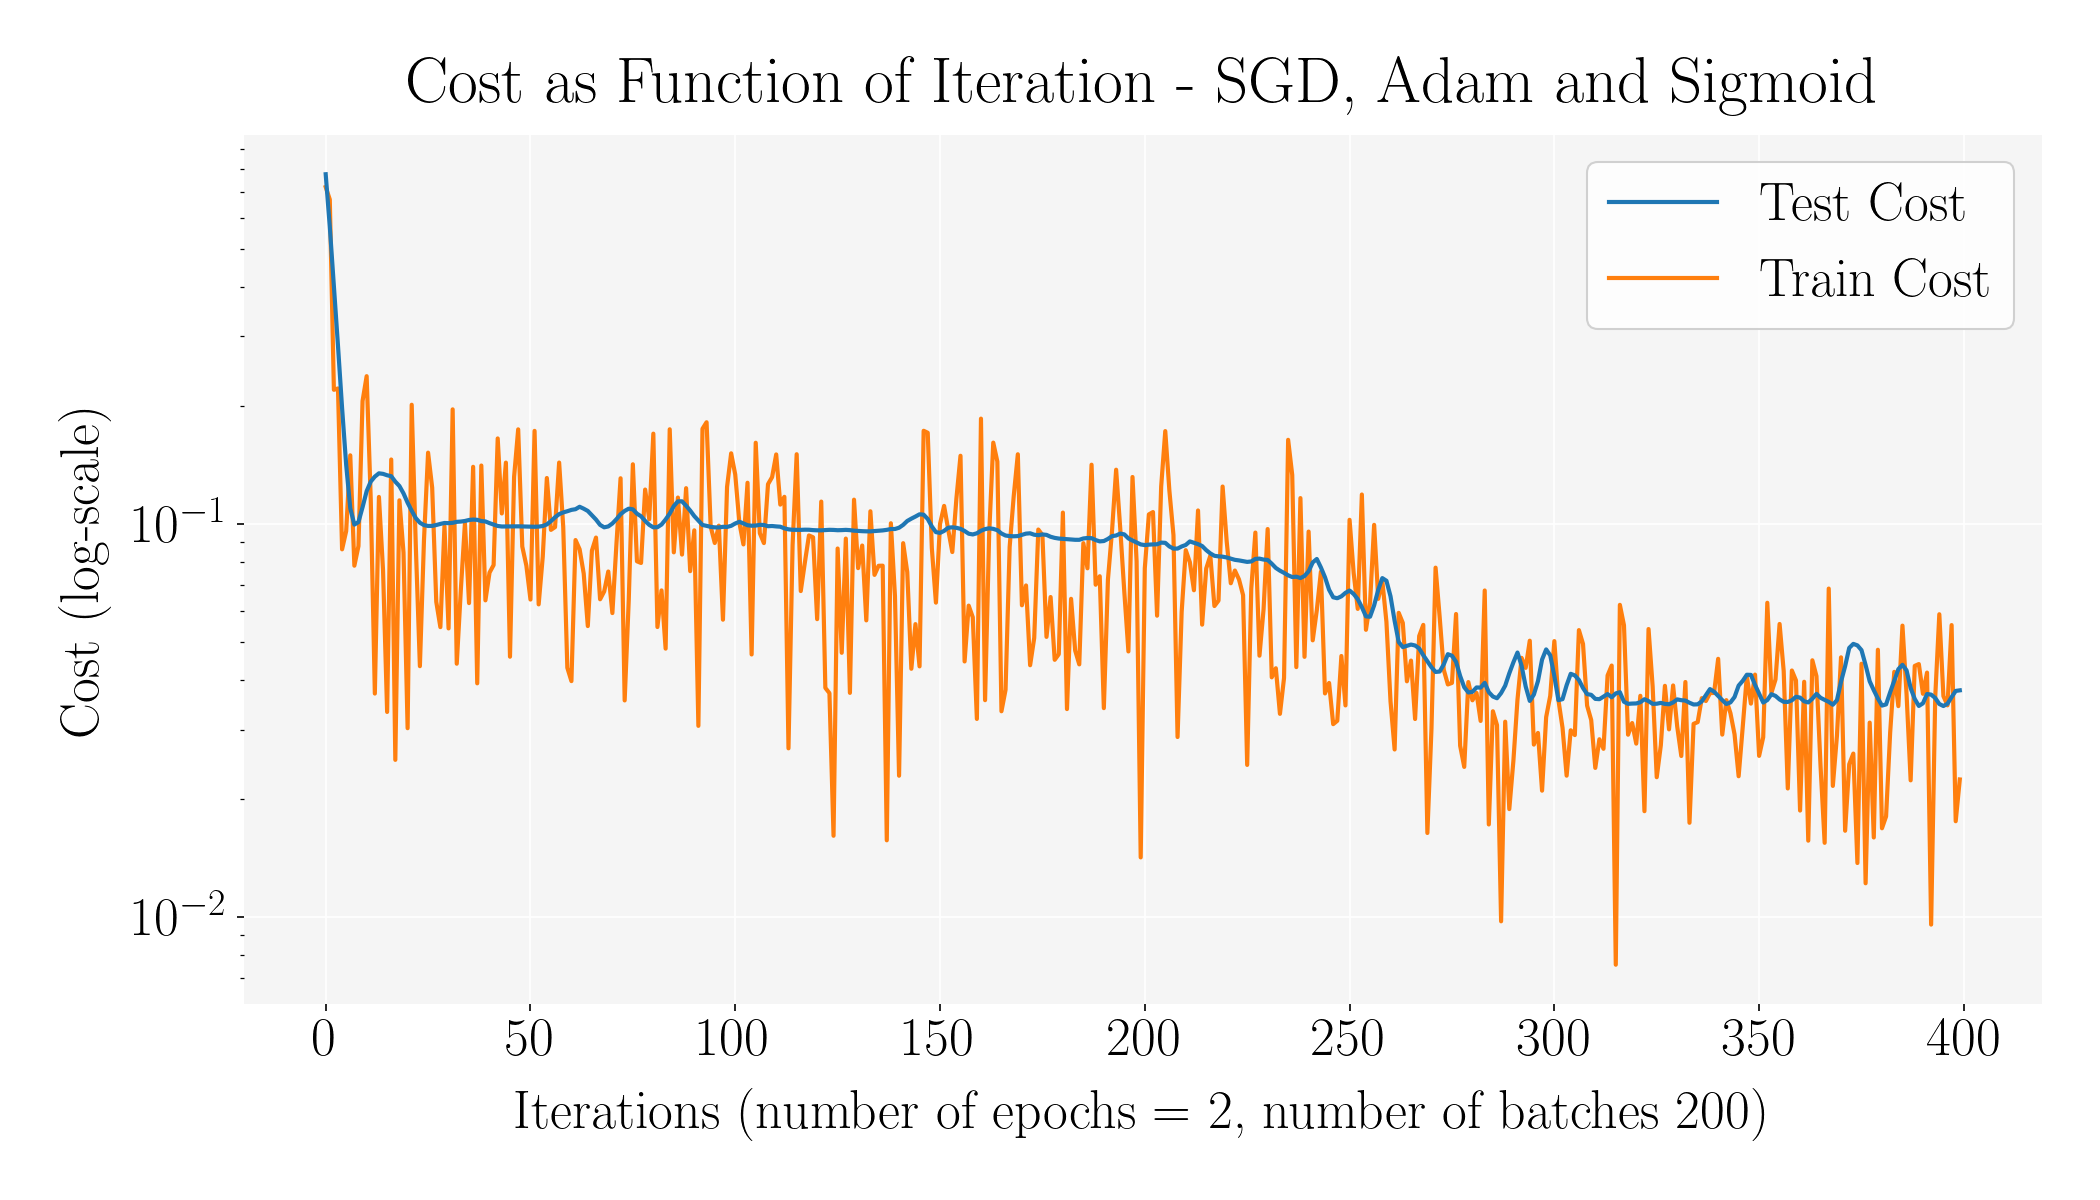 Cost as Function of Iteration - SGD, Adam and Sigmoid
Test Cost
Train Cost
Cost (log-scale)
10⁻¹
10⁻²
0 50 100 150 200 250 300 350 400
Iterations (number of epochs = 2, number of batches 200)